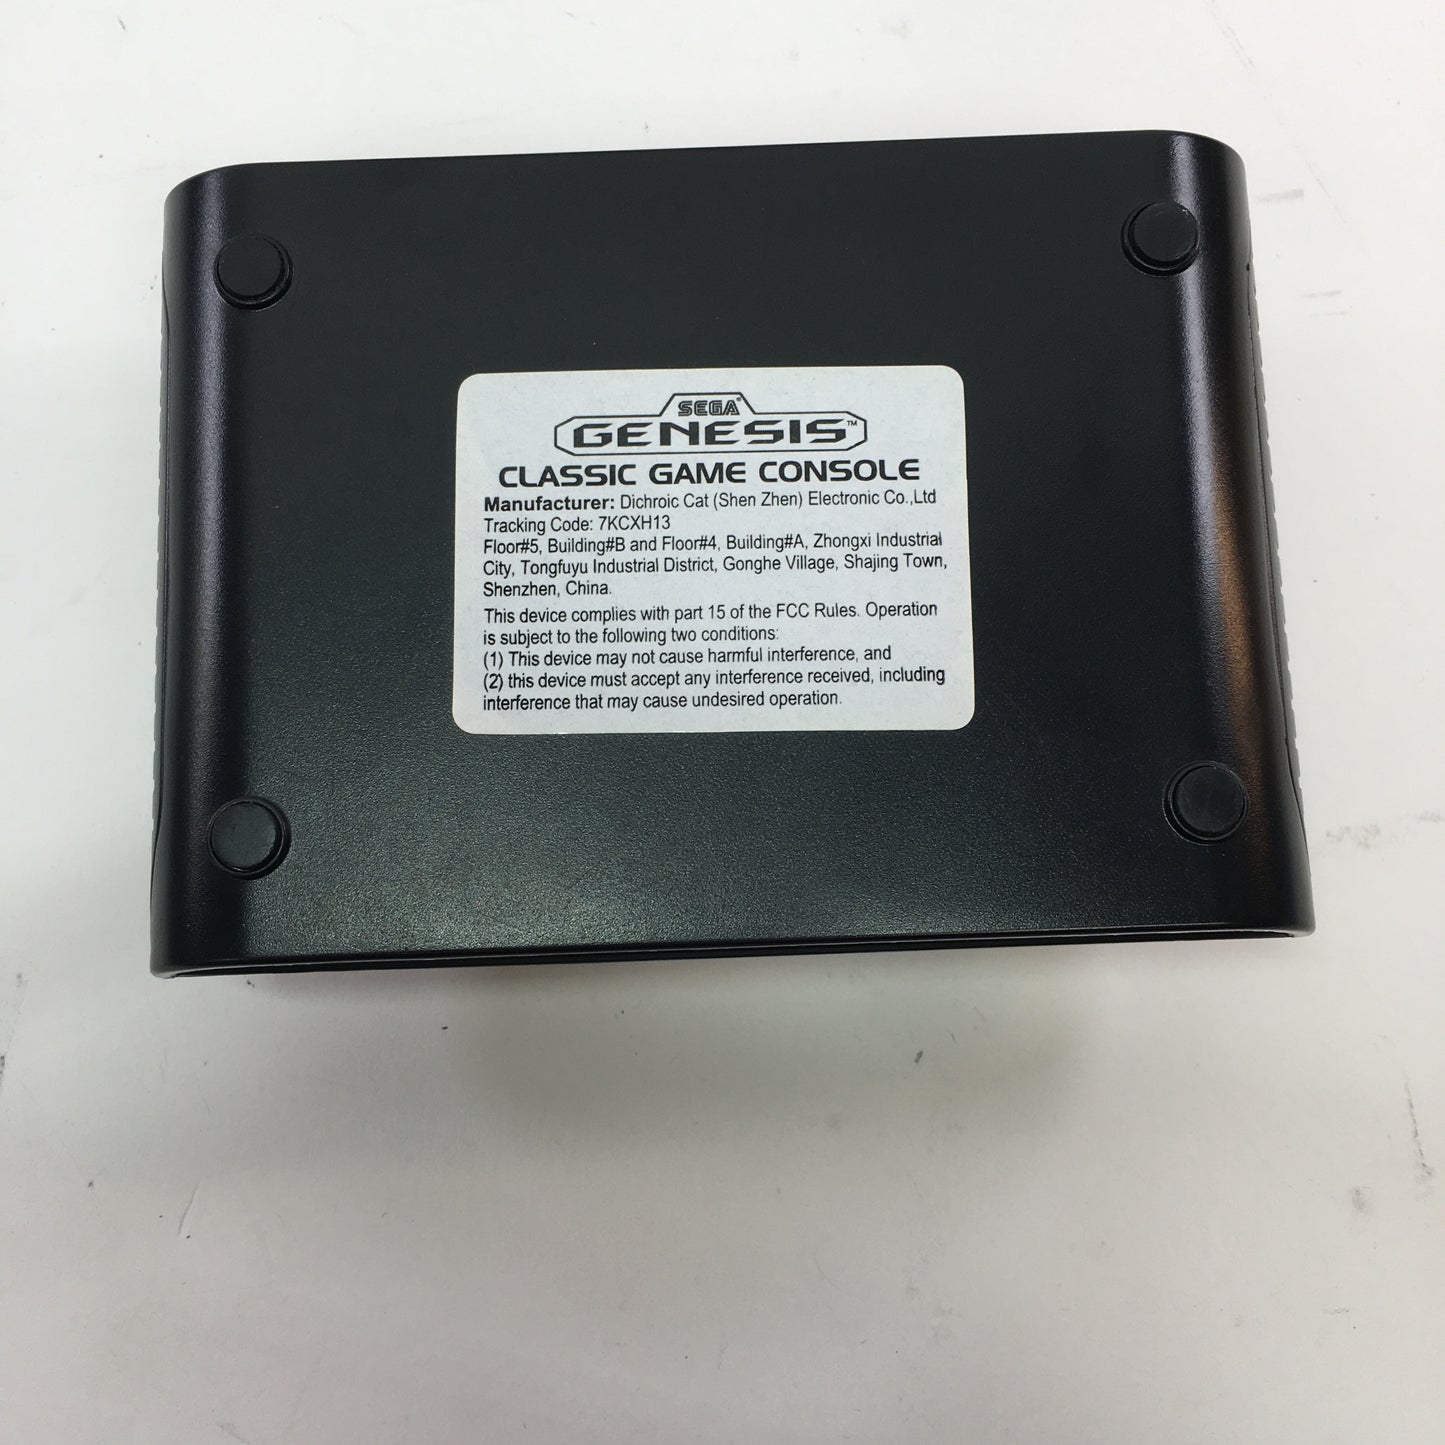 SEGA®
GENESIS™
CLASSIC GAME CONSOLE
Manufacturer: Dichroic Cat (Shen Zhen) Electronic Co.,Ltd
Tracking Code: 7KCXH13
Floor#5, Building#B and Floor#4, Building#A, Zhongxi Industrial
City, Tongfuyu Industrial District, Gonghe Village, Shajing Town,
Shenzhen, China.
This device complies with part 15 of the FCC Rules. Operation
is subject to the following two conditions:
(1) This device may not cause harmful interference, and
(2) this device must accept any interference received, including
interference that may cause undesired operation.